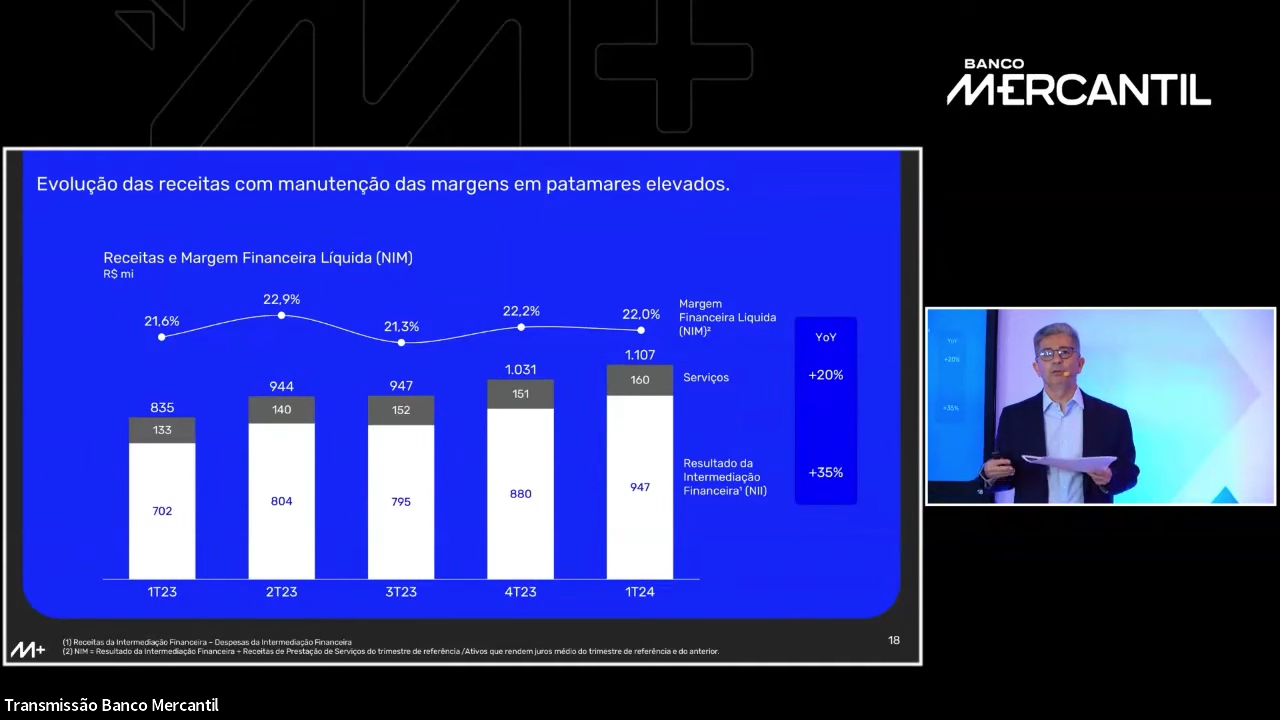 BANCO
MERCANTIL
Evolução das receitas com manutenção das margens em patamares elevados.
Receitas e Margem Financeira Líquida (NIM)
R$ mi
21,6%
22,9%
21,3%
22,2%
22,0%
Margem
Financeira Líquida
(NIM)²
YoY
835
944
947
1.031
1.107
133
140
152
151
160
Serviços
+20%
702
804
795
880
947
Resultado da
Intermediação
Financeira¹ (NII)
+35%
1T23
2T23
3T23
4T23
1T24
M+
(1) Receitas da Intermediação Financeira – Despesas da Intermediação Financeira
(2) NIM = Resultado da Intermediação Financeira + Receitas de Prestação de Serviços do trimestre de referência /Ativos que rendem juros médio do trimestre de referência e do anterior.
18
YoY
+20%
+35%
18
Transmissão Banco Mercantil